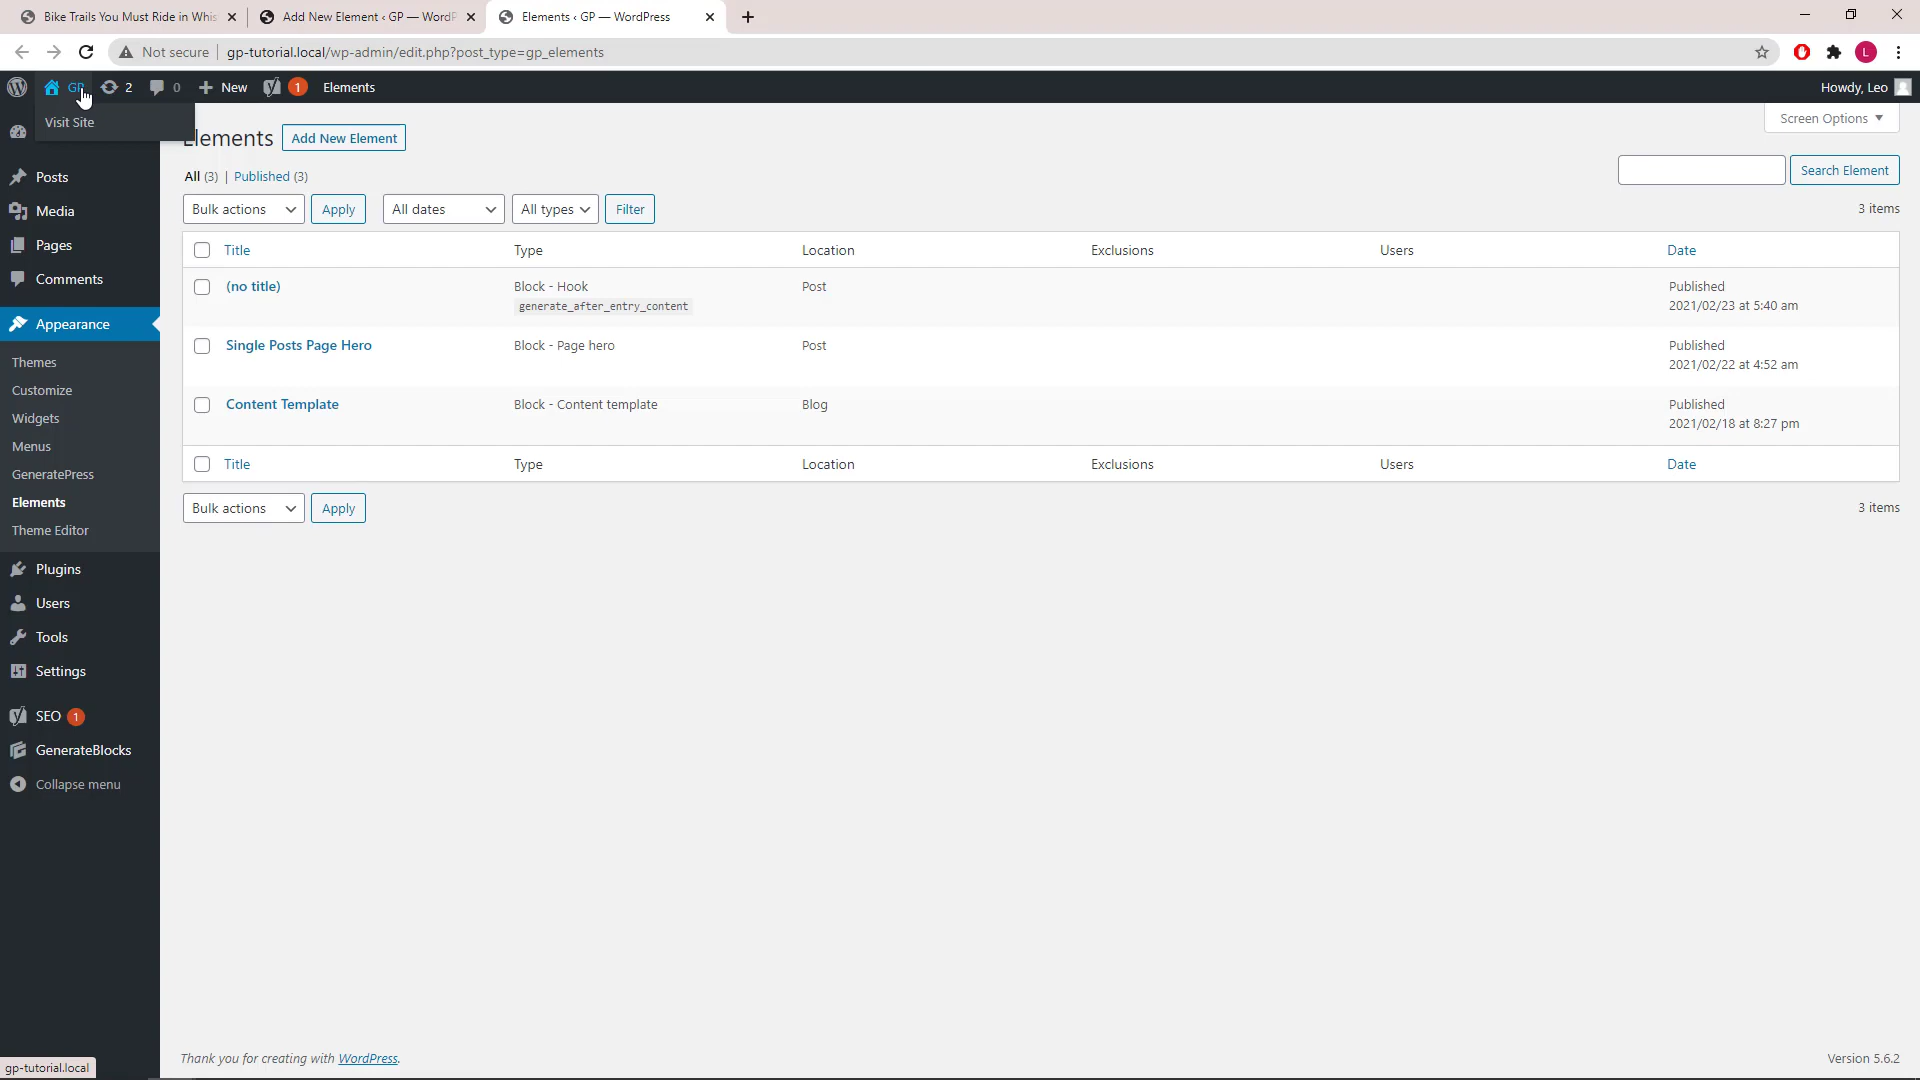 Bike Trails You Must Ride in Whis
Add New Element ‹ GP — WordP
Elements ‹ GP — WordPress
Not secure | gp-tutorial.local/wp-admin/edit.php?post_type=gp_elements
L
GP 2 0 New 1 Elements Howdy, Leo
Visit Site
Elements Add New Element Screen Options
All (3) | Published (3) Search Element
Bulk actions Apply All dates All types Filter 3 items
Title Type Location Exclusions Users Date
(no title) Block - Hook Post Published
generate_after_entry_content 2021/02/23 at 5:40 am
Single Posts Page Hero Block - Page hero Post Published
2021/02/22 at 4:52 am
Content Template Block - Content template Blog Published
2021/02/18 at 8:27 pm
Title Type Location Exclusions Users Date
Bulk actions Apply 3 items
Posts
Media
Pages
Comments
Appearance
Themes
Customize
Widgets
Menus
GeneratePress
Elements
Theme Editor
Plugins
Users
Tools
Settings
SEO 1
GenerateBlocks
Collapse menu
Thank you for creating with WordPress. Version 5.6.2
gp-tutorial.local